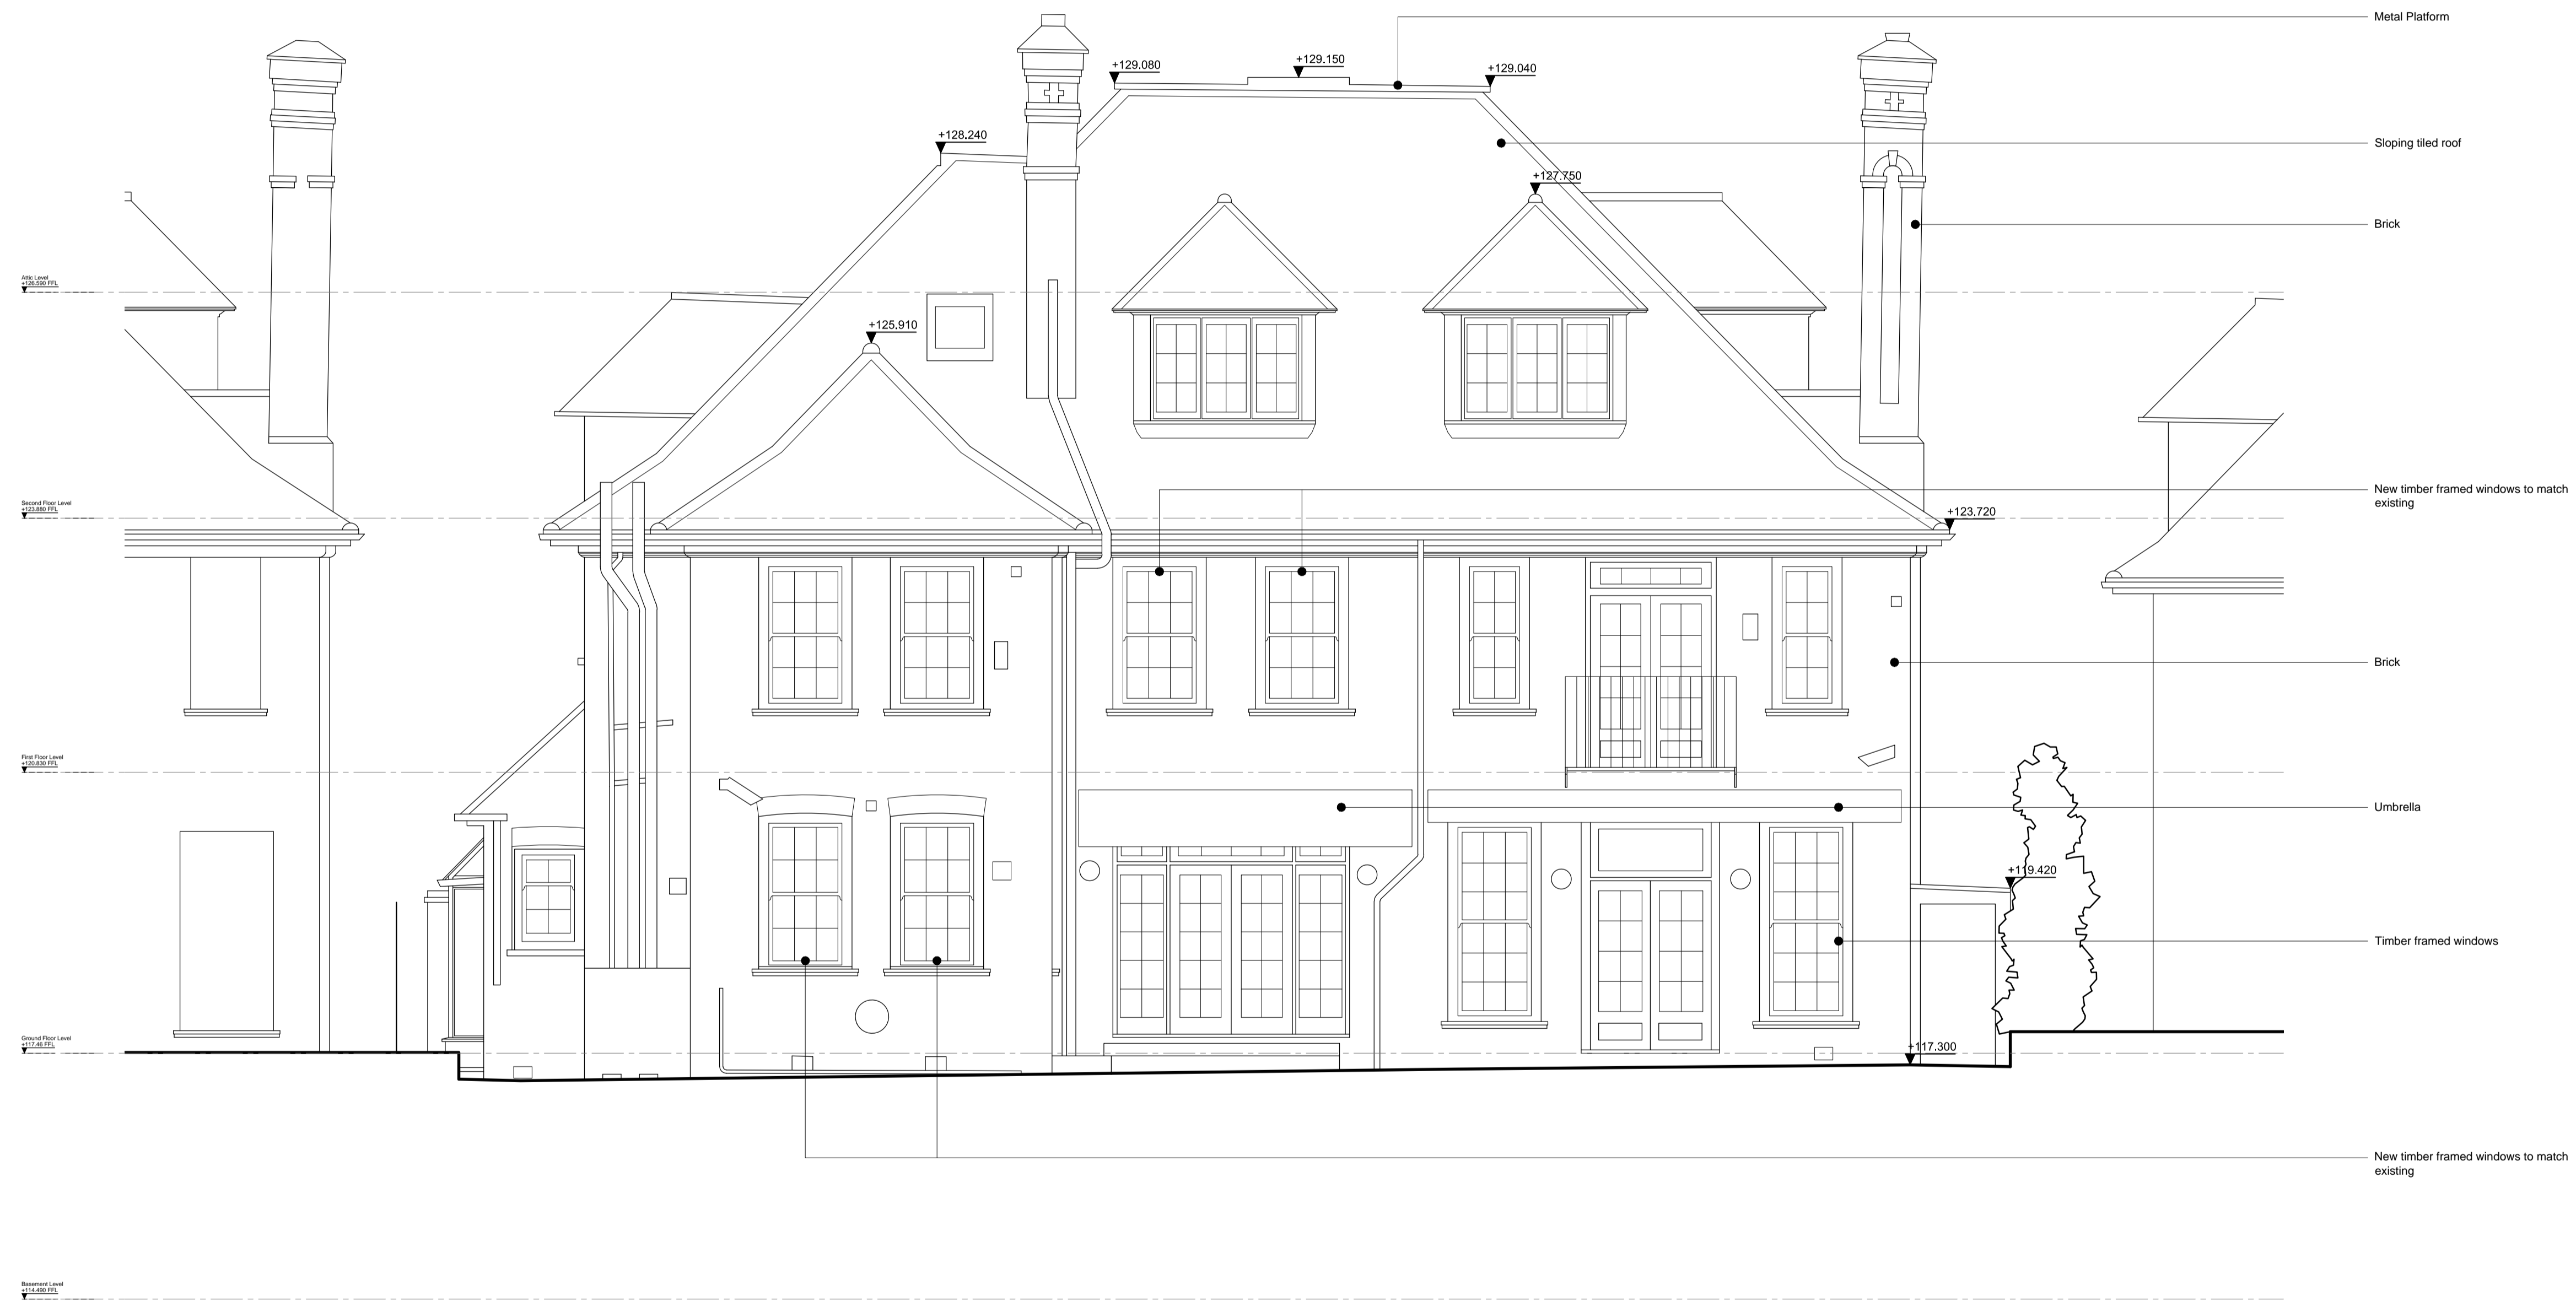 Metal Platform
+129.150
+129.080
+129.040
+128.240
Sloping tiled roof
+127.750
Brick
Attic Level
+126.590 FFL
+125.910
New timber framed windows to match
existing
Second Floor Level
+123.880 FFL
+123.720
Brick
First Floor Level
+120.830 FFL
Umbrella
+119.420
Timber framed windows
Ground Floor Level
+117.46 FFL
+117.300
New timber framed windows to match
existing
Basement Level
+114.490 FFL